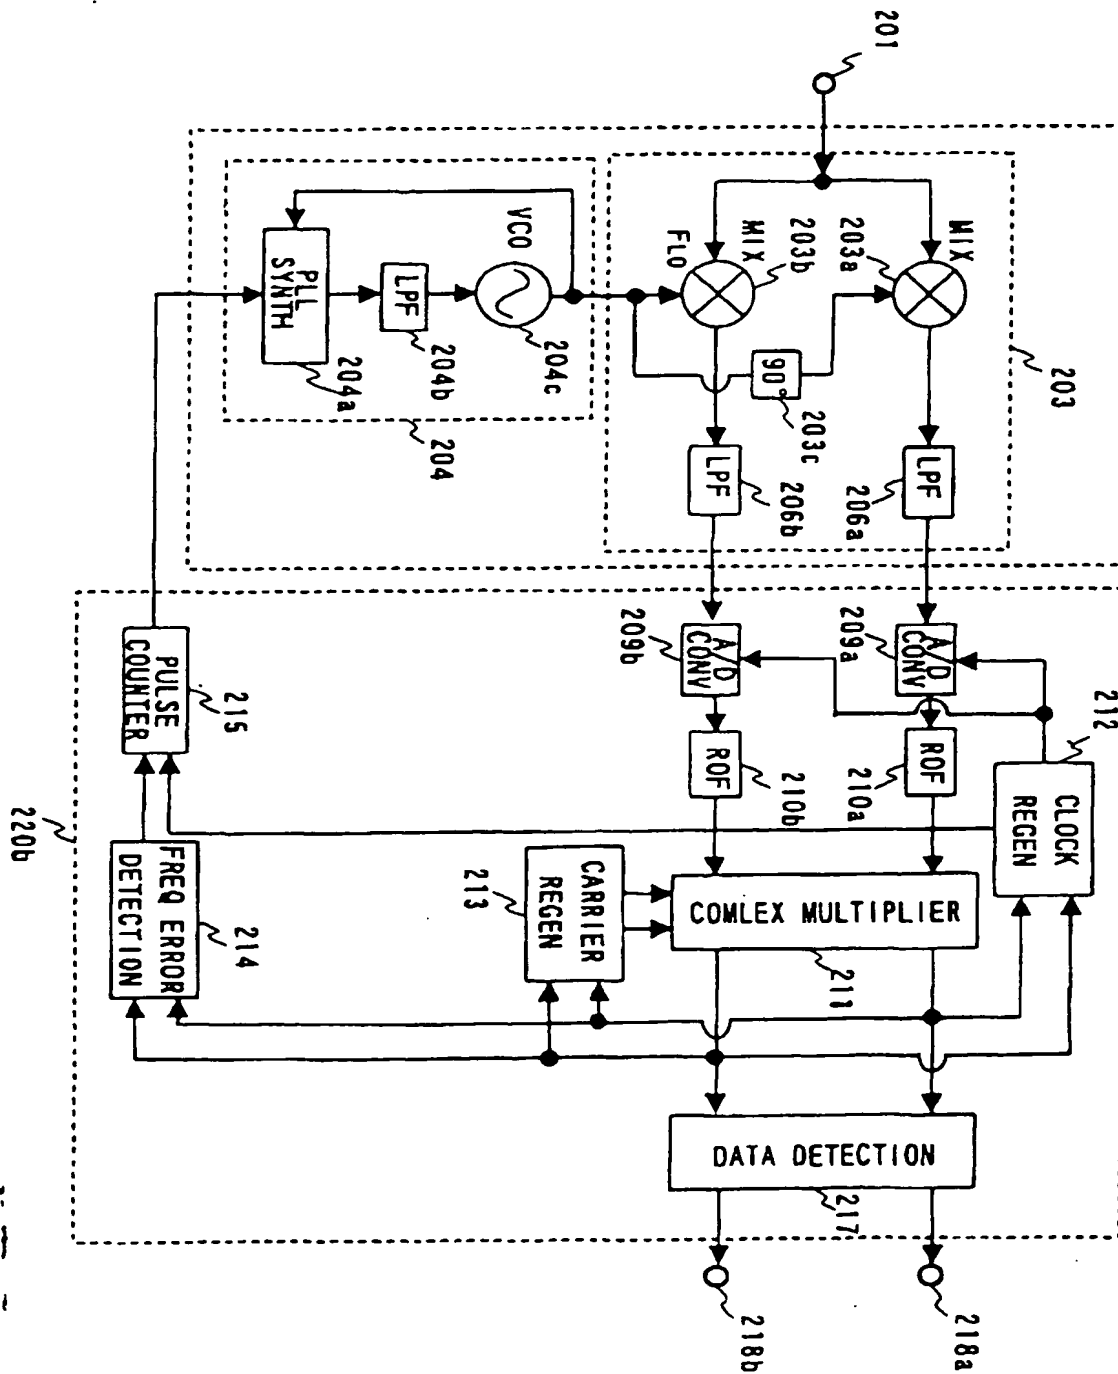 201
203
MIX
203a
MIX
203b
FLO
90°
203c
LPF
206a
LPF
206b
VCO
204c
LPF
204b
PLL
SYNTH
204a
204
A/D
CONV
209a
A/D
CONV
209b
ROF
210a
ROF
210b
212
CLOCK
REGEN
COMLEX MULTIPLIER
211
CARRIER
REGEN
213
PULSE
COUNTER
215
FREQ ERROR
DETECTION
214
220b
DATA DETECTION
217
218a
218b